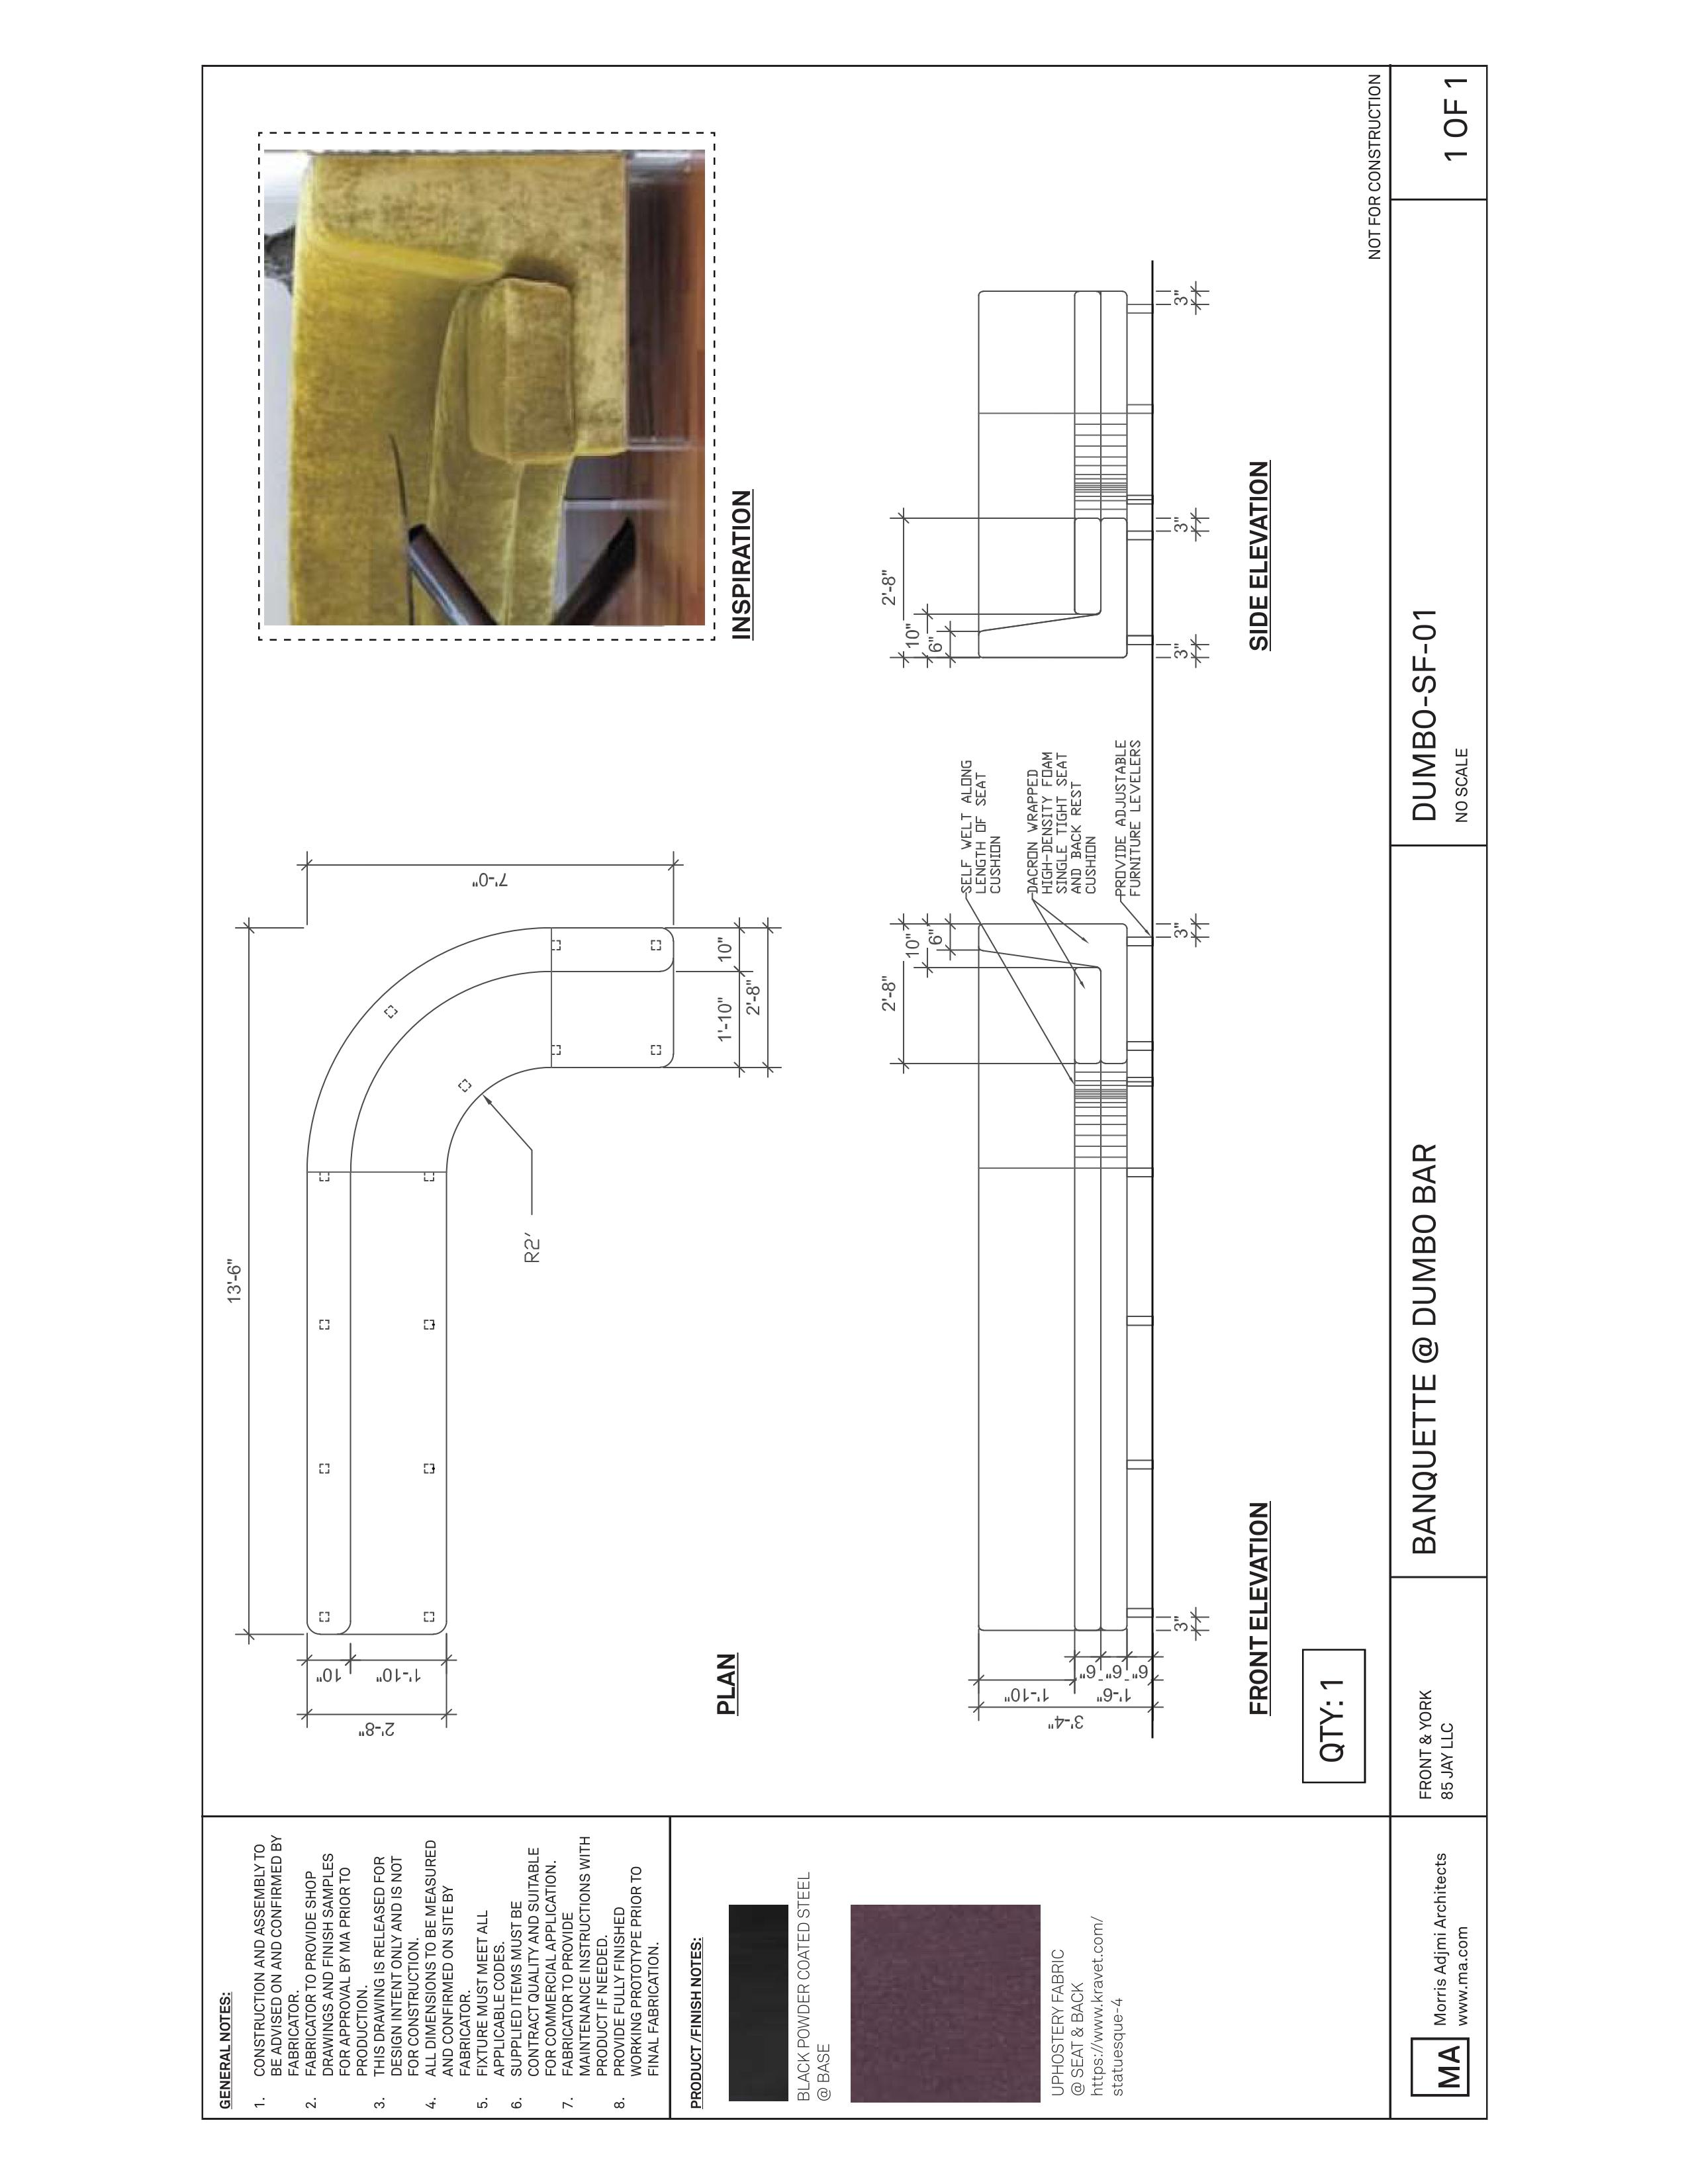 GENERAL NOTES:
1. CONSTRUCTION AND ASSEMBLY TO
BE ADVISED ON AND CONFIRMED BY
FABRICATOR.
2. FABRICATOR TO PROVIDE SHOP
DRAWINGS AND FINISH SAMPLES
FOR APPROVAL BY MA PRIOR TO
PRODUCTION.
3. THIS DRAWING IS RELEASED FOR
DESIGN INTENT ONLY AND IS NOT
FOR CONSTRUCTION.
4. ALL DIMENSIONS TO BE MEASURED
AND CONFIRMED ON SITE BY
FABRICATOR.
5. FIXTURE MUST MEET ALL
APPLICABLE CODES.
6. SUPPLIED ITEMS MUST BE
CONTRACT QUALITY AND SUITABLE
FOR COMMERCIAL APPLICATION.
7. FABRICATOR TO PROVIDE
MAINTENANCE INSTRUCTIONS WITH
PRODUCT IF NEEDED.
8. PROVIDE FULLY FINISHED
WORKING PROTOTYPE PRIOR TO
FINAL FABRICATION.
PRODUCT /FINISH NOTES:
BLACK POWDER COATED STEEL
@ BASE
UPHOSTERY FABRIC
@ SEAT & BACK
https://www.kravet.com/
statuesque-4
13'-6"
2'-8"
10"
1'-10"
7'-0"
R2'
1'-10"
10"
2'-8"
PLAN
INSPIRATION
2'-8"
10"
6"
3'-4"
1'-10"
1'-6"
6"
6"
6"
3"
3"
SELF WELT ALONG
LENGTH OF SEAT
CUSHION
DACRON WRAPPED
HIGH-DENSITY FOAM
SINGLE TIGHT SEAT
AND BACK REST
CUSHION
PROVIDE ADJUSTABLE
FURNITURE LEVELERS
FRONT ELEVATION
2'-8"
10"
6"
3"
3"
3"
SIDE ELEVATION
QTY: 1
NOT FOR CONSTRUCTION
MA
Morris Adjmi Architects
www.ma.com
FRONT & YORK
85 JAY LLC
BANQUETTE @ DUMBO BAR
DUMBO-SF-01
NO SCALE
1 OF 1